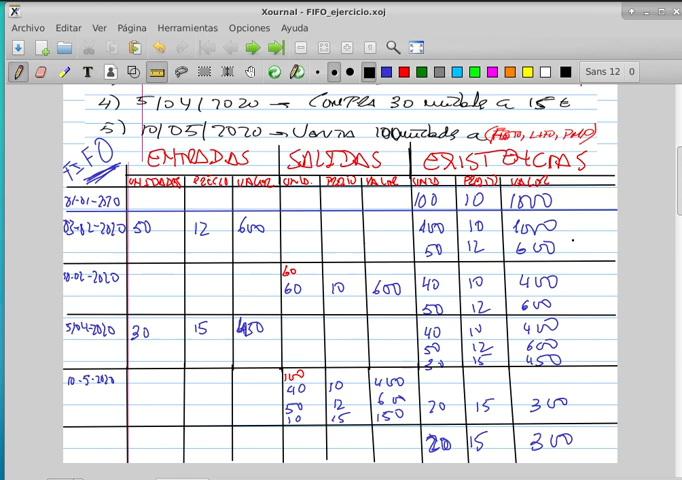 Xournal - FIFO_ejercicio.xoj
Archivo Editar Ver Diario Página Herramientas Opciones Ayuda
Sans 12 0
4) 5/04/2020 → COMPRA 30 unidads a 15 €
5) 10/05/2020 → Venta 100 unidads a (FIFO, LIFO, PMP)
FIFO ENTRADAS SALIDAS EXISTENCIAS
UNIDADES PRECIO VALOR UNID. PRECIO VALOR UNID PRECIO VALOR
01-01-2020 100 10 1000
03-02-2020 50 12 600 100 10 1000
50 12 600
60
02-2020 60 10 600 40 10 400
50 12 600
5/04-2020 30 15 450 40 10 400
50 12 600
30 15 450
10-5-2020 100
40 10 400
50 12 600 20 15 300
10 15 150
20 15 300